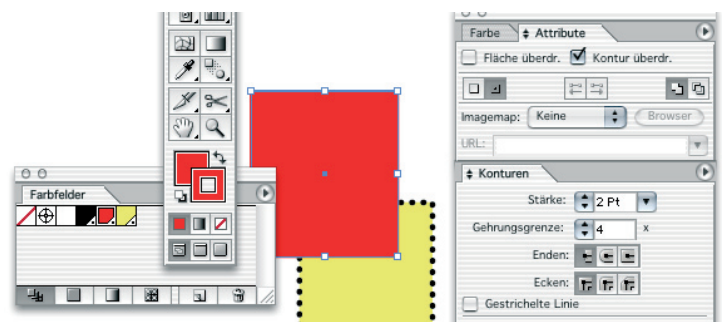 Farbe Attribute
Fläche überdr. Kontur überdr.
Imagemap: Keine Browser
URL:
Farbfelder
Konturen
Stärke: 2 Pt
Gehrungsgrenze: 4 x
Enden:
Ecken:
Gestrichelte Linie